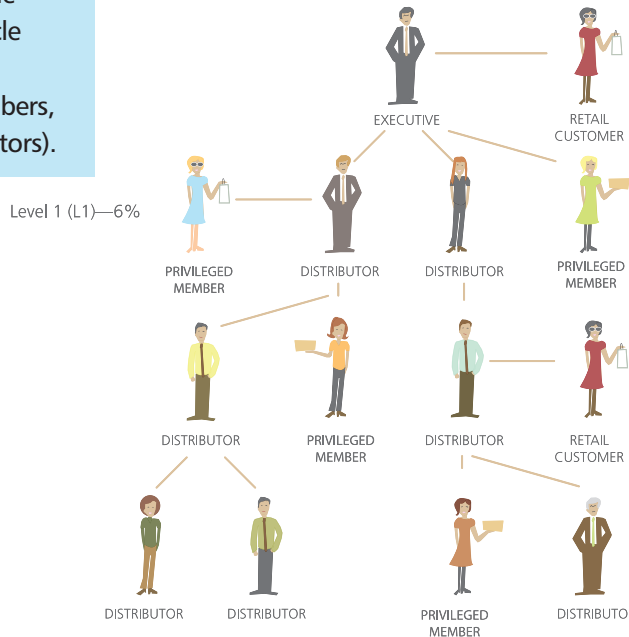 tle
bers,
tors).
EXECUTIVE
RETAIL
CUSTOMER
Level 1 (L1)—6%
PRIVILEGED
MEMBER
DISTRIBUTOR
DISTRIBUTOR
PRIVILEGED
MEMBER
DISTRIBUTOR
PRIVILEGED
MEMBER
DISTRIBUTOR
RETAIL
CUSTOMER
DISTRIBUTOR
DISTRIBUTOR
PRIVILEGED
MEMBER
DISTRIBUTO